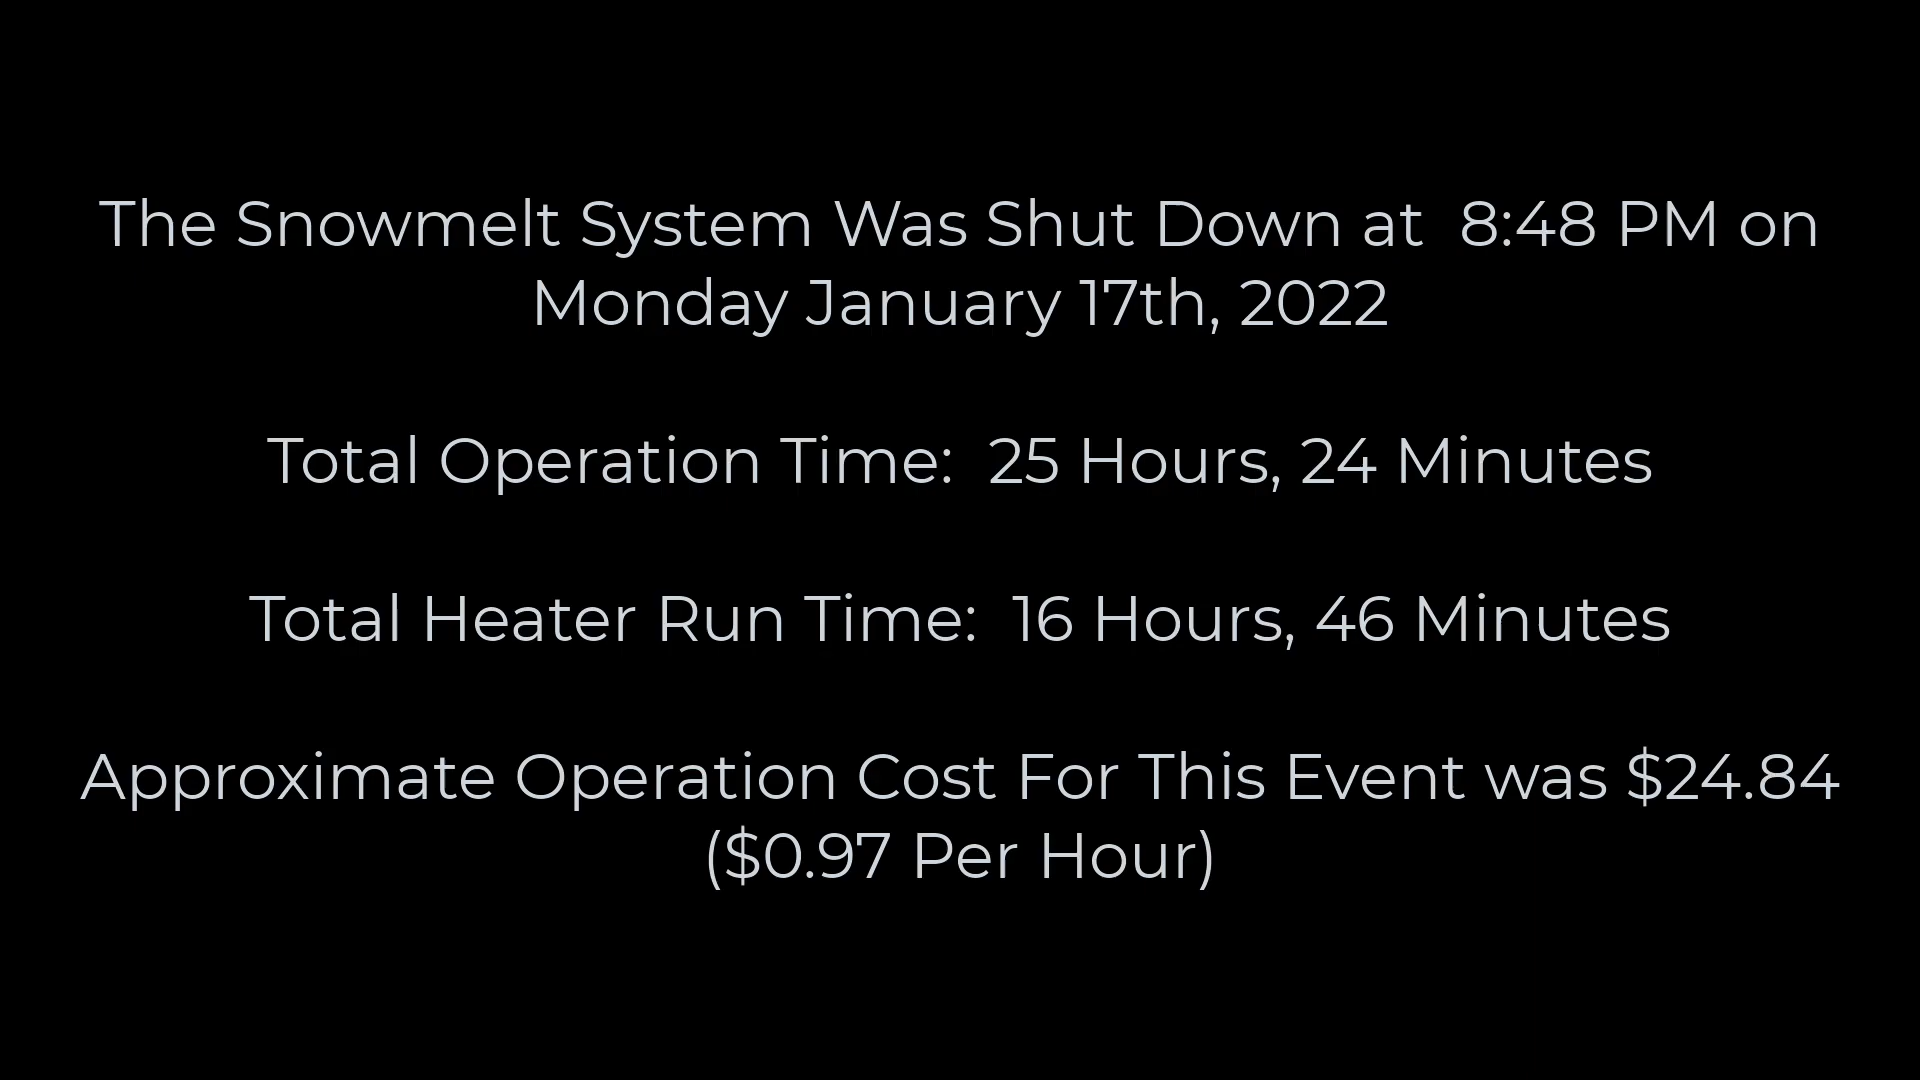 The Snowmelt System Was Shut Down at  8:48 PM on
Monday January 17th, 2022
Total Operation Time:  25 Hours, 24 Minutes
Total Heater Run Time:  16 Hours, 46 Minutes
Approximate Operation Cost For This Event was $24.84
($0.97 Per Hour)